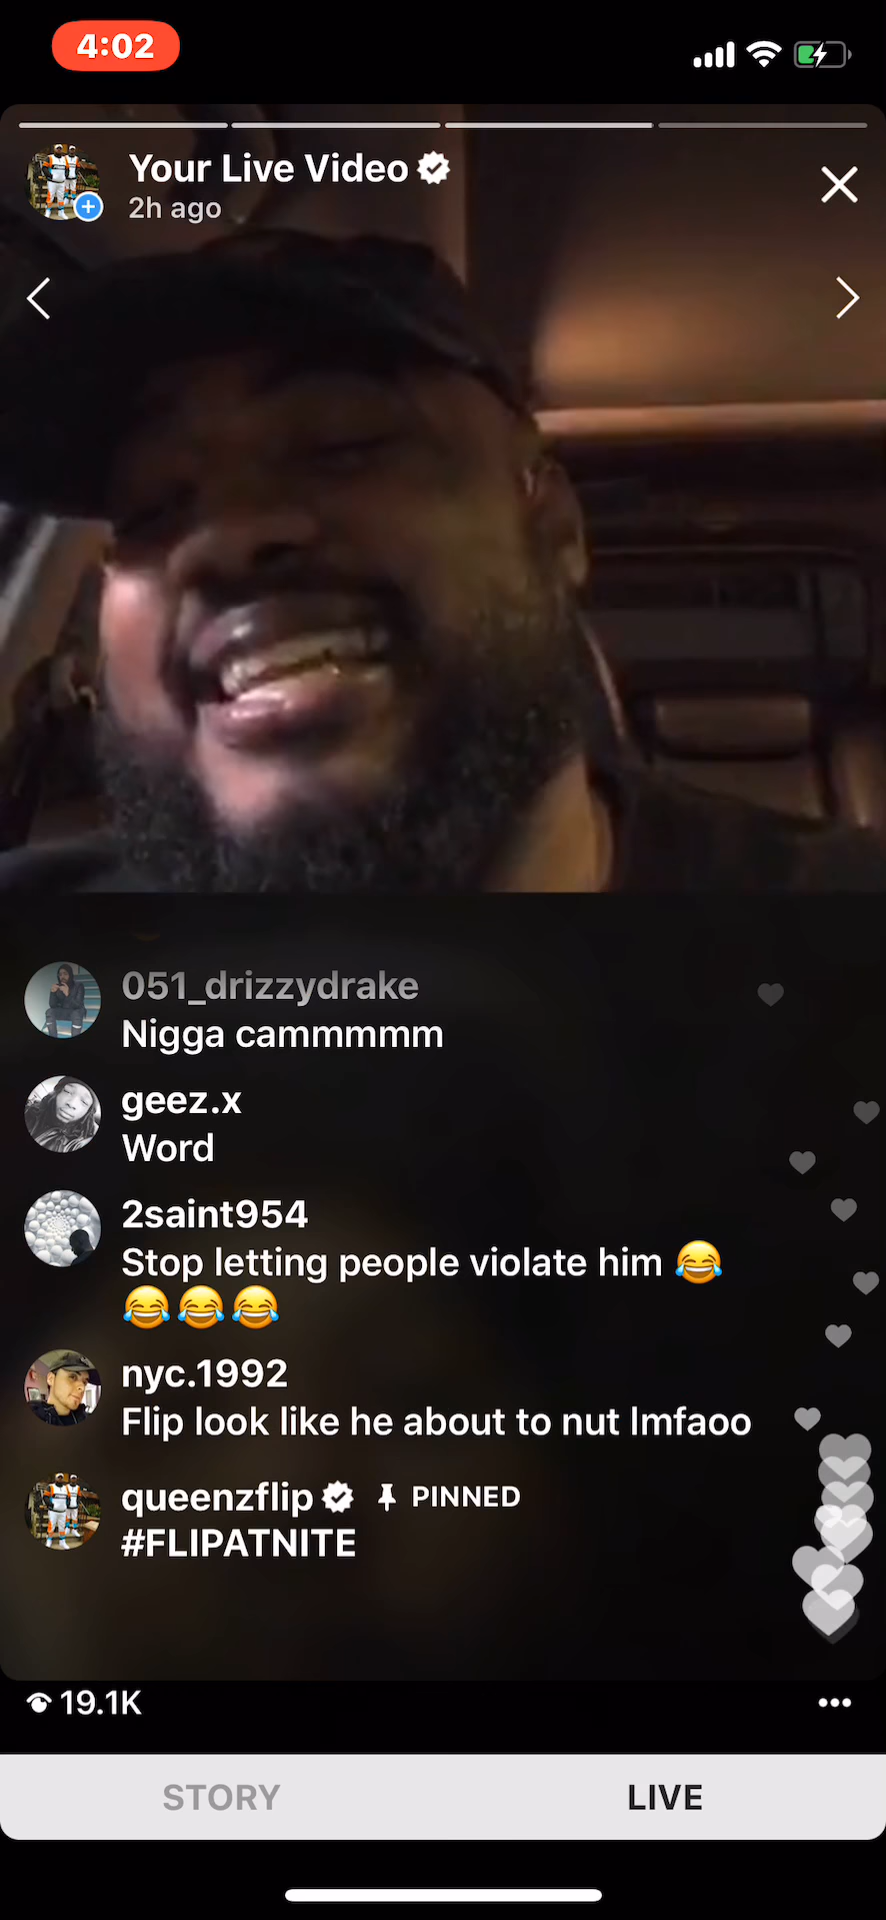 4:02
Your Live Video
2h ago
051_drizzydrake
Nigga cammmmm
geez.x
Word
2saint954
Stop letting people violate him 😂
😂😂😂
nyc.1992
Flip look like he about to nut lmfaoo
queenzflip PINNED
#FLIPATNITE
19.1K
STORY LIVE